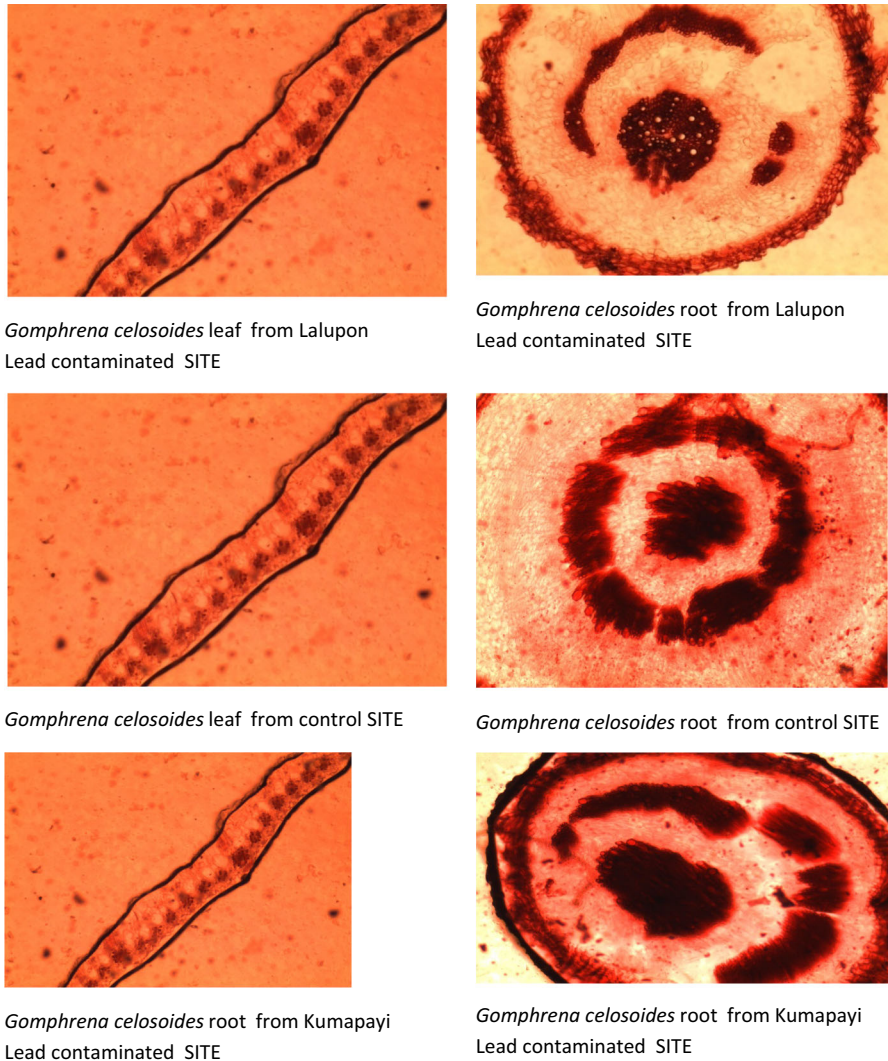 Gomphrena celosoides leaf from Lalupon
Lead contaminated SITE
Gomphrena celosoides root from Lalupon
Lead contaminated SITE
Gomphrena celosoides leaf from control SITE
Gomphrena celosoides root from control SITE
Gomphrena celosoides root from Kumapayi
Lead contaminated SITE
Gomphrena celosoides root from Kumapayi
Lead contaminated SITE